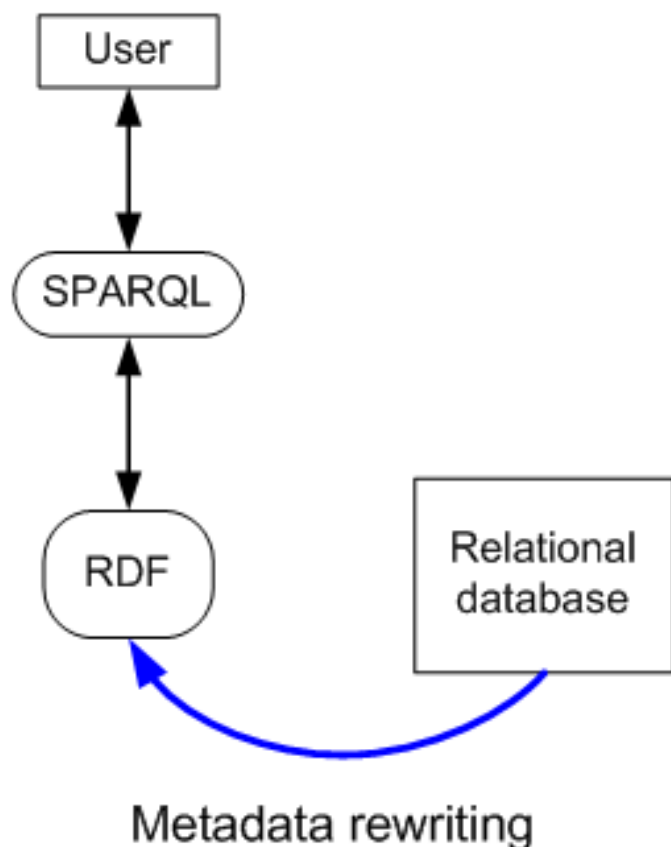 User
SPARQL
RDF
Relational
database
Metadata rewriting